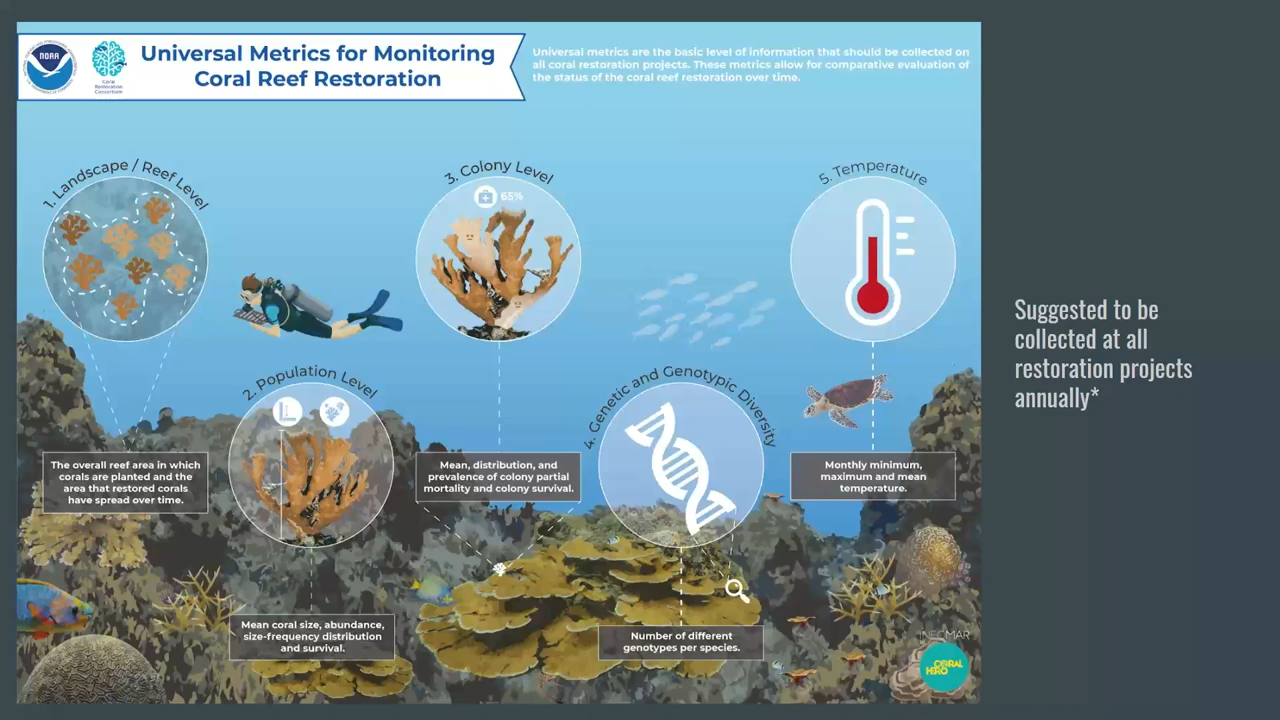 NOAA
Coral
Restoration
Consortium
Universal Metrics for Monitoring
Coral Reef Restoration
Universal metrics are the basic level of information that should be collected on
all coral restoration projects. These metrics allow for comparative evaluation of
the status of the coral reef restoration over time.
1. Landscape / Reef Level
The overall reef area in which
corals are planted and the
area that restored corals
have spread over time.
2. Population Level
Mean coral size, abundance,
size-frequency distribution
and survival.
3. Colony Level
65%
Mean, distribution, and
prevalence of colony partial
mortality and colony survival.
4. Genetic and Genotypic Diversity
Number of different
genotypes per species.
5. Temperature
Monthly minimum,
maximum and mean
temperature.
Suggested to be
collected at all
restoration projects
annually*
CORAL
HERO